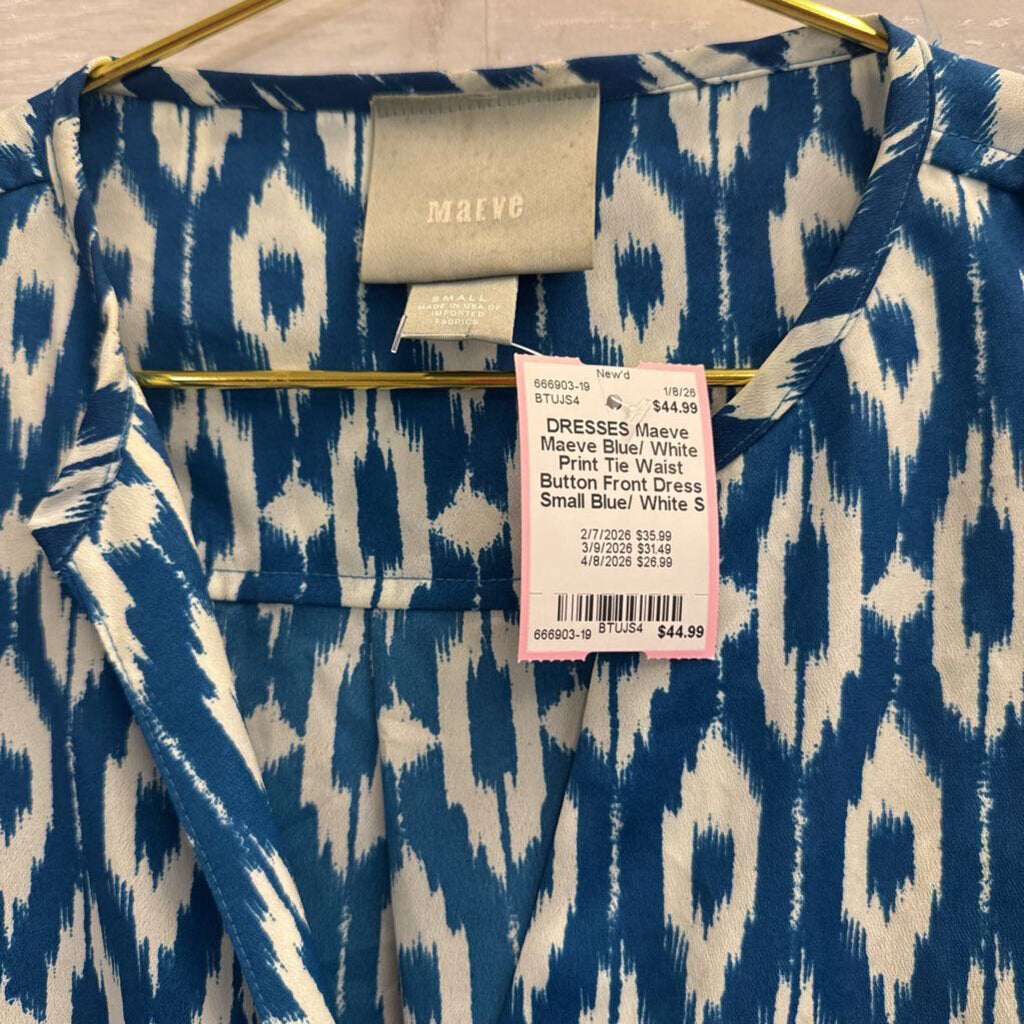 Maeve
SMALL
MADE IN USA OF
IMPORTED
FABRICS
New'd
666903-19 1/8/26
BTUJS4 $44.99
DRESSES Maeve
Maeve Blue/ White
Print Tie Waist
Button Front Dress
Small Blue/ White S
2/7/2026 $35.99
3/9/2026 $31.49
4/8/2026 $26.99
666903-19 BTUJS4 $44.99